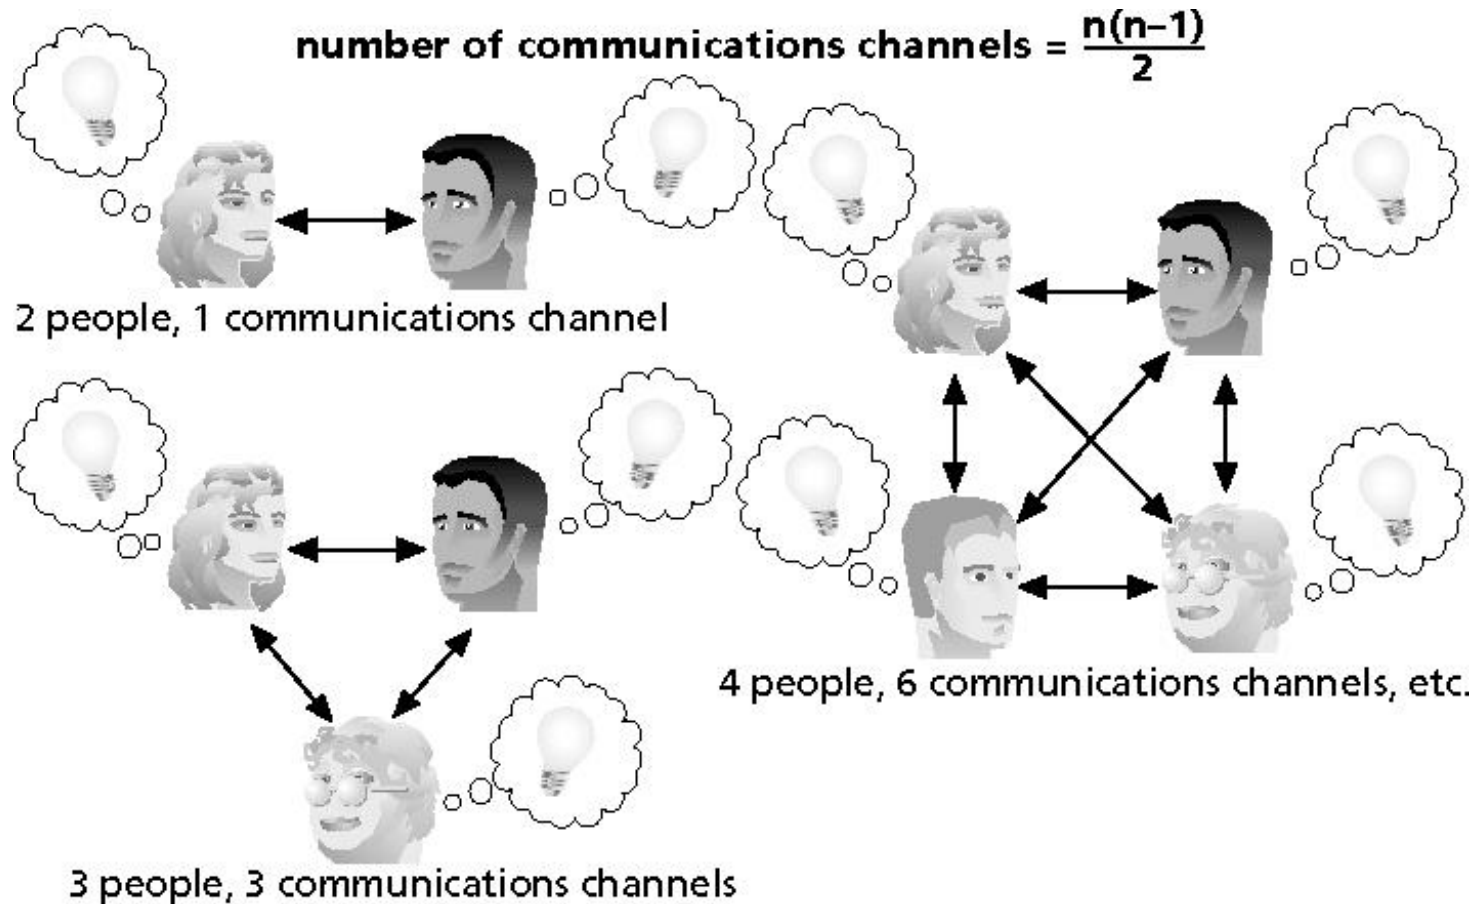 number of communications channels = n(n–1)/2
2 people, 1 communications channel
4 people, 6 communications channels, etc.
3 people, 3 communications channels